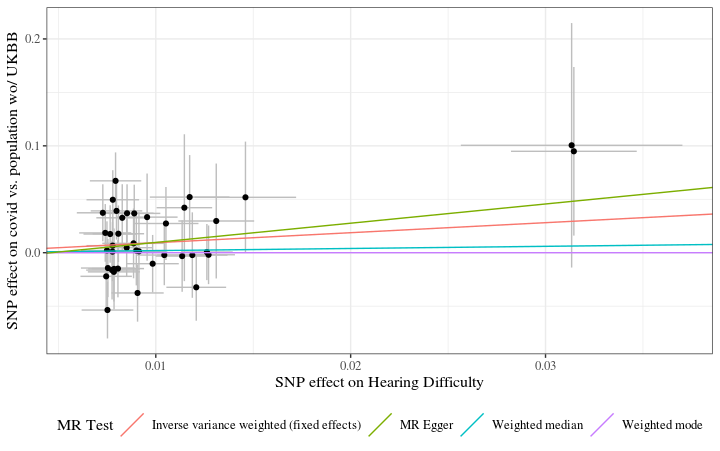 SNP effect on covid vs. population wo/ UKBB
0.2
0.1
0.0
0.01 0.02 0.03
SNP effect on Hearing Difficulty
MR Test Inverse variance weighted (fixed effects) MR Egger Weighted median Weighted mode